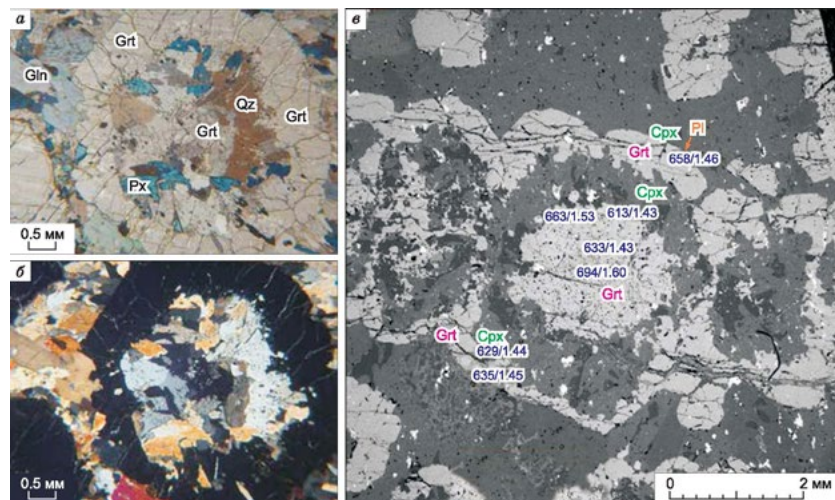 а
Grt
Gln
Qz
Grt
Grt
Px
0.5 мм
б
0.5 мм
в
Cpx
Pl
Grt
658/1.46
Cpx
663/1.53
613/1.43
633/1.43
694/1.60
Grt
Grt
Cpx
629/1.44
635/1.45
0
2 мм